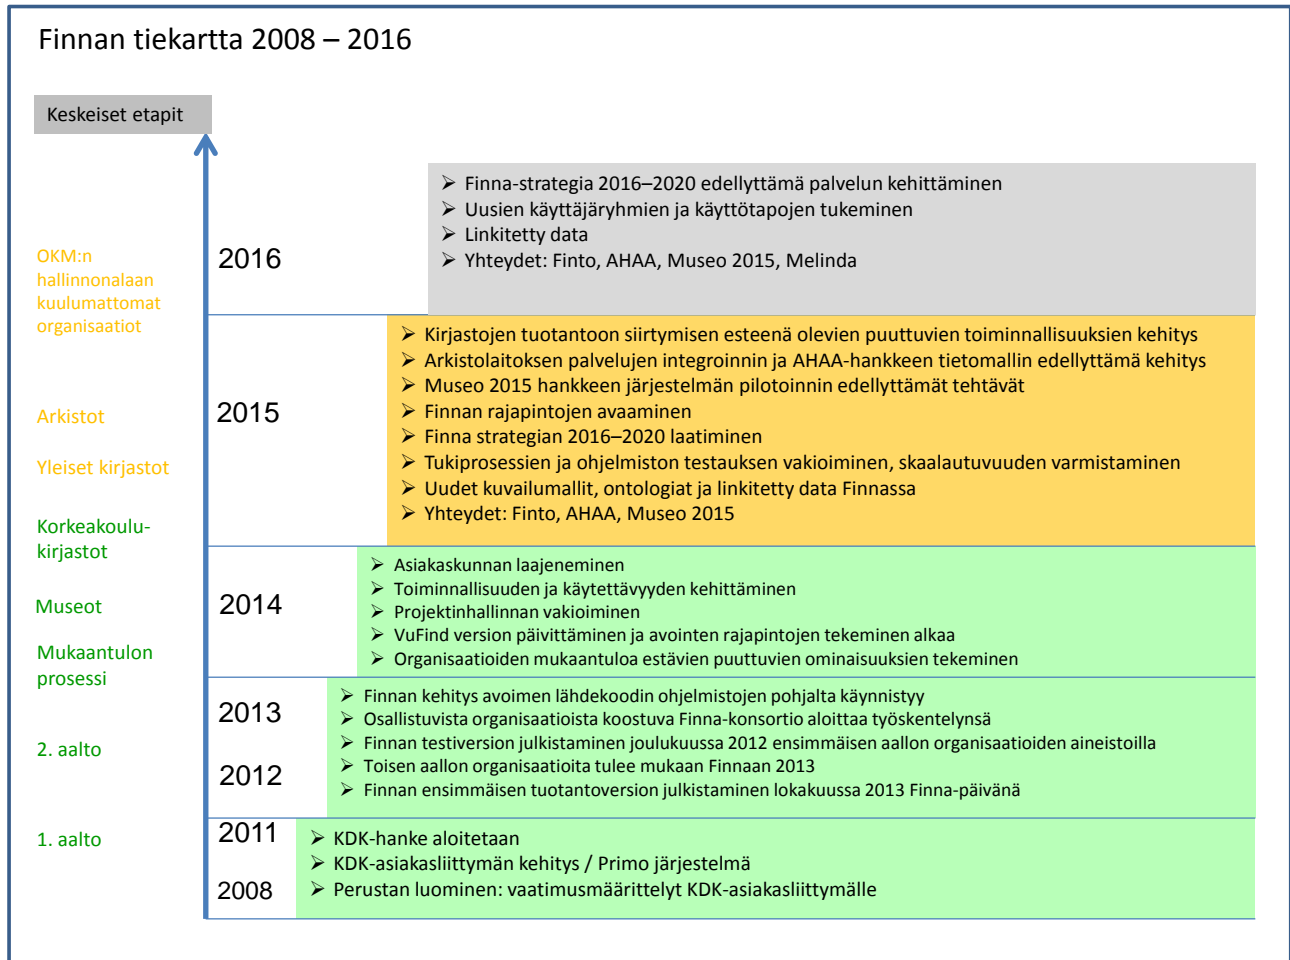 Finnan tiekartta 2008 – 2016
Keskeiset etapit
OKM:n
hallinnonalaan
kuulumattomat
organisaatiot
2016
➢ Finna-strategia 2016–2020 edellyttämä palvelun kehittäminen
➢ Uusien käyttäjäryhmien ja käyttötapojen tukeminen
➢ Linkitetty data
➢ Yhteydet: Finto, AHAA, Museo 2015, Melinda
Arkistot
Yleiset kirjastot
Korkeakoulu-
kirjastot
2015
➢ Kirjastojen tuotantoon siirtymisen esteenä olevien puuttuvien toiminnallisuuksien kehitys
➢ Arkistolaitoksen palvelujen integroinnin ja AHAA-hankkeen tietomallin edellyttämä kehitys
➢ Museo 2015 hankkeen järjestelmän pilotoinnin edellyttämät tehtävät
➢ Finnan rajapintojen avaaminen
➢ Finna strategian 2016–2020 laatiminen
➢ Tukiprosessien ja ohjelmiston testauksen vakioiminen, skaalautuvuuden varmistaminen
➢ Uudet kuvailumallit, ontologiat ja linkitetty data Finnassa
➢ Yhteydet: Finto, AHAA, Museo 2015
Museot
Mukaantulon
prosessi
2014
➢ Asiakaskunnan laajeneminen
➢ Toiminnallisuuden ja käytettävyyden kehittäminen
➢ Projektinhallinnan vakioiminen
➢ VuFind version päivittäminen ja avointen rajapintojen tekeminen alkaa
➢ Organisaatioiden mukaantuloa estävien puuttuvien ominaisuuksien tekeminen
2. aalto
2013
2012
➢ Finnan kehitys avoimen lähdekoodin ohjelmistojen pohjalta käynnistyy
➢ Osallistuvista organisaatioista koostuva Finna-konsortio aloittaa työskentelynsä
➢ Finnan testiversion julkistaminen joulukuussa 2012 ensimmäisen aallon organisaatioiden aineistoilla
➢ Toisen aallon organisaatioita tulee mukaan Finnaan 2013
➢ Finnan ensimmäisen tuotantoversion julkistaminen lokakuussa 2013 Finna-päivänä
1. aalto
2011
2008
➢ KDK-hanke aloitetaan
➢ KDK-asiakasliittymän kehitys / Primo järjestelmä
➢ Perustan luominen: vaatimusmäärittelyt KDK-asiakasliittymälle